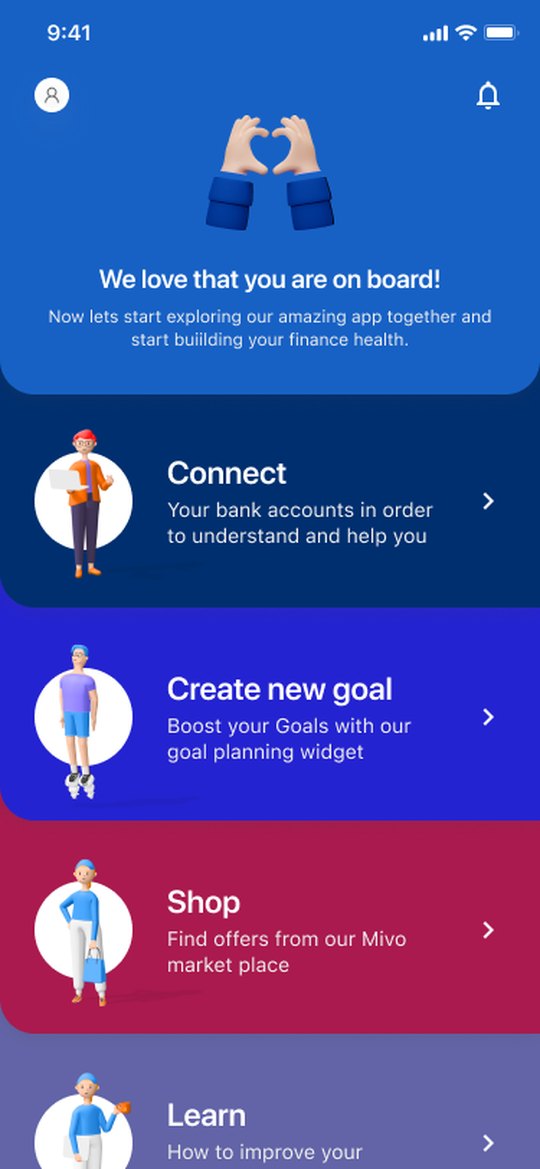 9:41
We love that you are on board!
Now lets start exploring our amazing app together and
start buiilding your finance health.
Connect
Your bank accounts in order
to understand and help you
Create new goal
Boost your Goals with our
goal planning widget
Shop
Find offers from our Mivo
market place
Learn
How to improve your